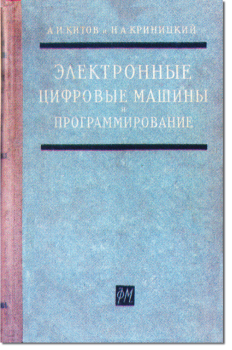 А.И.КИТОВ и Н.А.КРИНИЦКИЙ
ЭЛЕКТРОННЫЕ
ЦИФРОВЫЕ МАШИНЫ
и
ПРОГРАММИРОВАНИЕ
ФМ